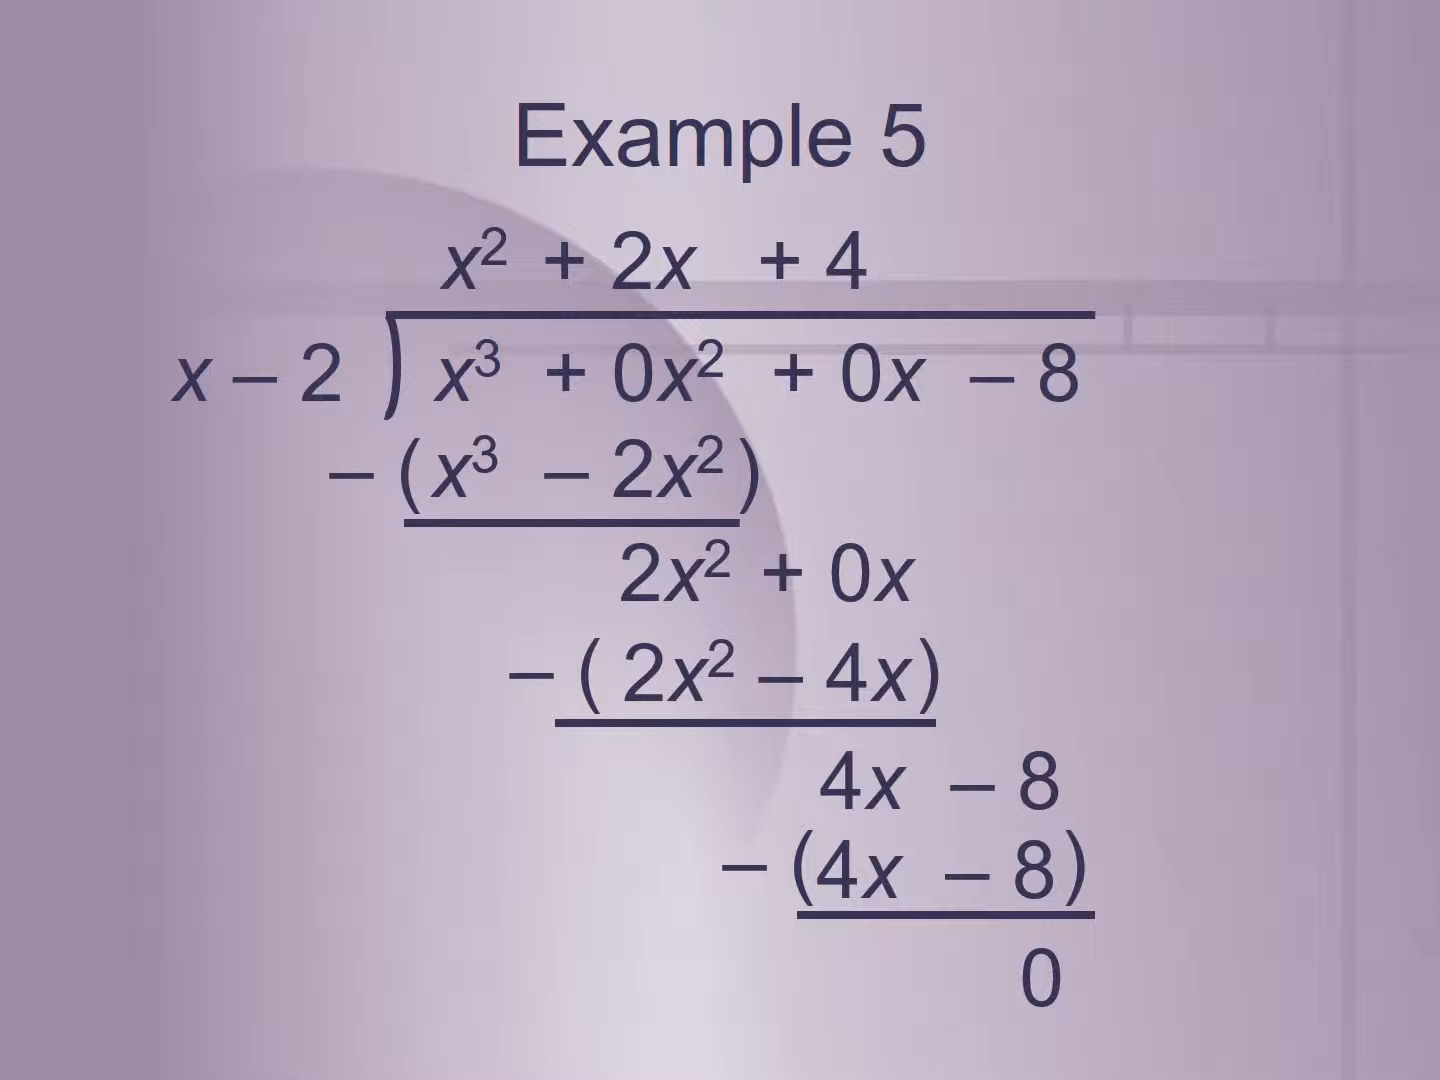 Example 5
x² + 2x + 4
x – 2 ) x³ + 0x² + 0x – 8
– (x³ – 2x²)
2x² + 0x
– ( 2x² – 4x)
4x – 8
– (4x – 8)
0